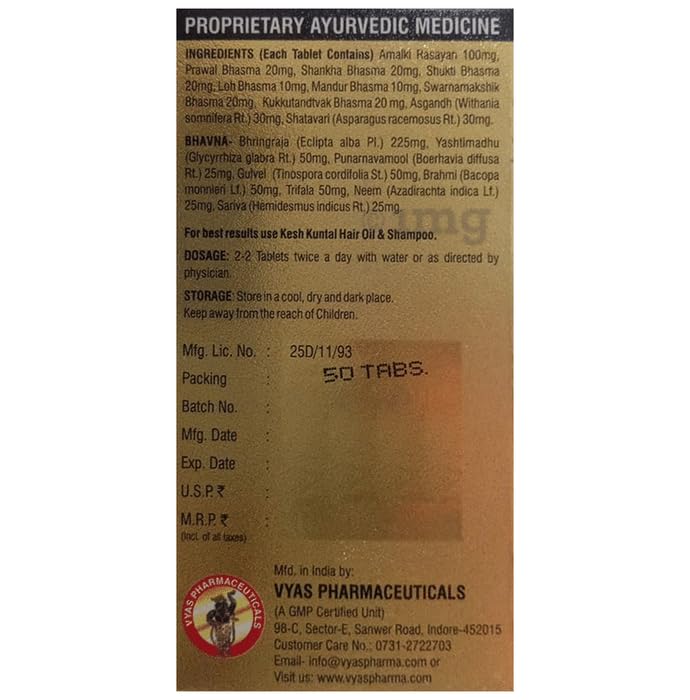 PROPRIETARY AYURVEDIC MEDICINE
INGREDIENTS (Each Tablet Contains) Amalki Rasayan 100mg,
Prawal Bhasma 20mg, Shankha Bhasma 20mg, Shukti Bhasma
20mg, Loh Bhasma 10mg, Mandur Bhasma 10mg, Swarnamakshik
Bhasma 20mg, Kukkutandtvak Bhasma 20 mg, Asgandh (Withania
somnifera Rt.) 30mg, Shatavari (Asparagus racemosus Rt.) 30mg.
BHAVNA- Bhringraja (Eclipta alba Pl.) 225mg, Yashtimadhu
(Glycyrrhiza glabra Rt.) 50mg, Punarnavamool (Boerhavia diffusa
Rt.) 25mg, Gulvel (Tinospora cordifolia St.) 50mg, Brahmi (Bacopa
monnieri Lf.) 50mg, Trifala 50mg, Neem (Azadirachta indica Lf.)
25mg, Sariva (Hemidesmus indicus Rt.) 25mg.
1mg
For best results use Kesh Kuntal Hair Oil & Shampoo.
DOSAGE: 2-2 Tablets twice a day with water or as directed by
physician.
STORAGE: Store in a cool, dry and dark place.
Keep away from the reach of Children.
Mfg. Lic. No. : 25D/11/93
Packing : 50 TABS.
Batch No. :
Mfg. Date :
Exp. Date :
U.S.P. ₹ :
M.R.P. ₹ :
(Incl. of all taxes)
Mfd. in India by:
VYAS PHARMACEUTICALS
(A GMP Certified Unit)
98-C, Sector-E, Sanwer Road, Indore-452015
Customer Care No.: 0731-2722703
Email- info@vyaspharma.com or
Visit us: www.vyaspharma.com
VYAS PHARMACEUTICALS